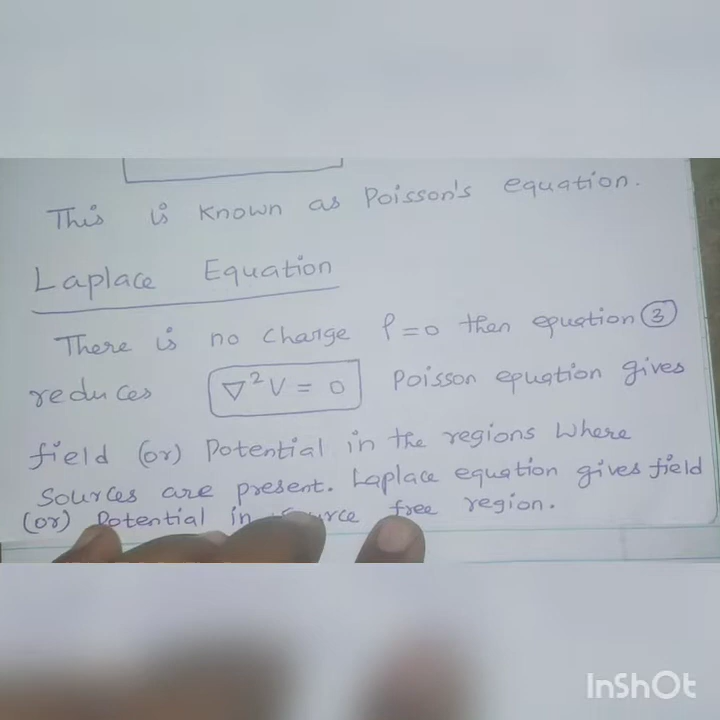 This is known as Poisson's equation.
Laplace Equation
There is no charge ρ=0 then equation ③
reduces ∇²V = 0 Poisson equation gives
field (or) Potential in the regions where
Sources are present. Laplace equation gives field
(or) Potential in source free region.
InShOt